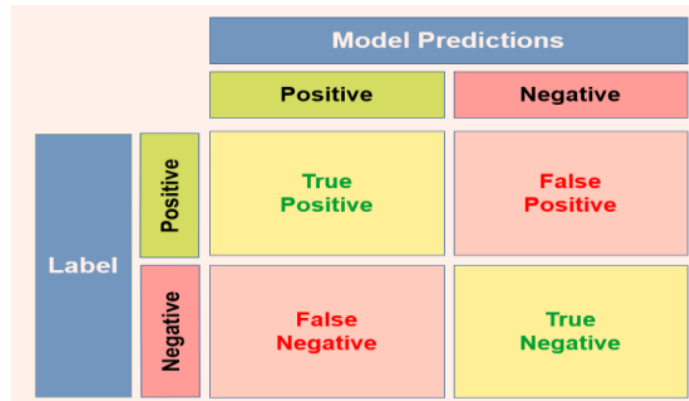 Model Predictions
Positive
Negative
Label
Positive
True
Positive
False
Positive
Negative
False
Negative
True
Negative